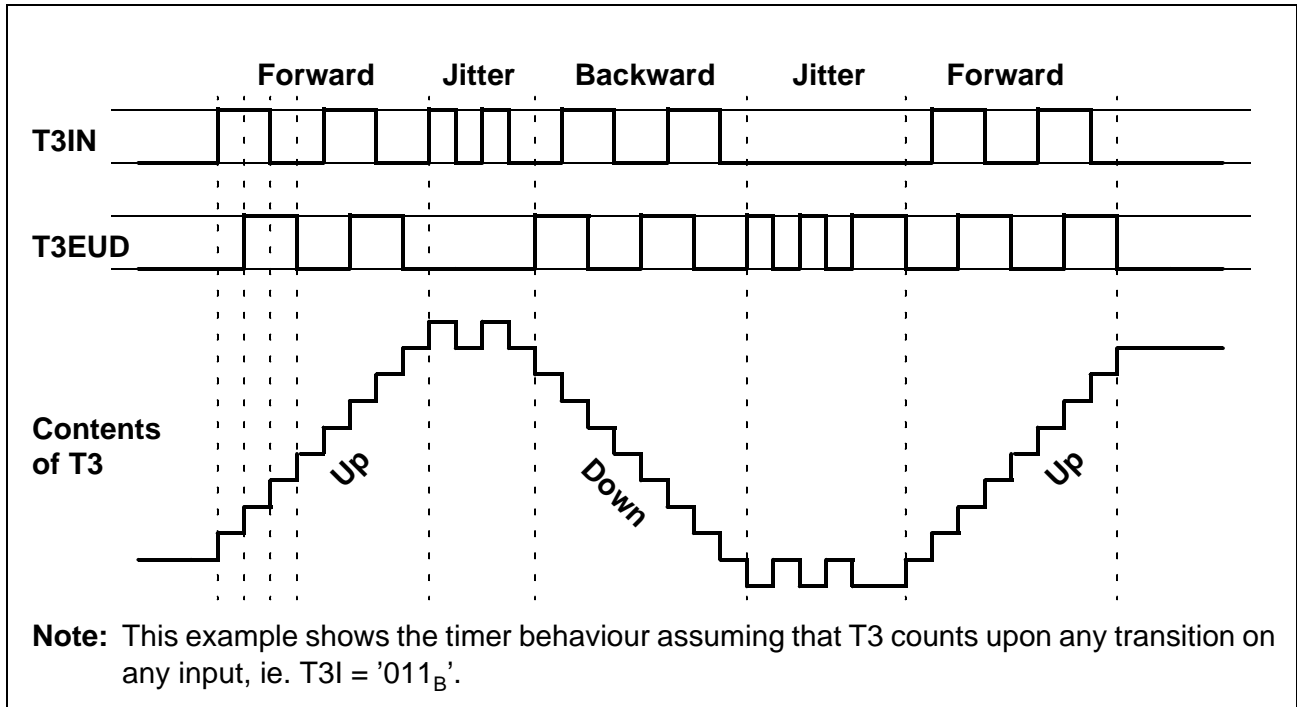 Forward Jitter Backward Jitter Forward
T3IN
T3EUD
Contents
of T3
Up
Down
Up
Note: This example shows the timer behaviour assuming that T3 counts upon any transition on
any input, ie. T3I = ’011B’.